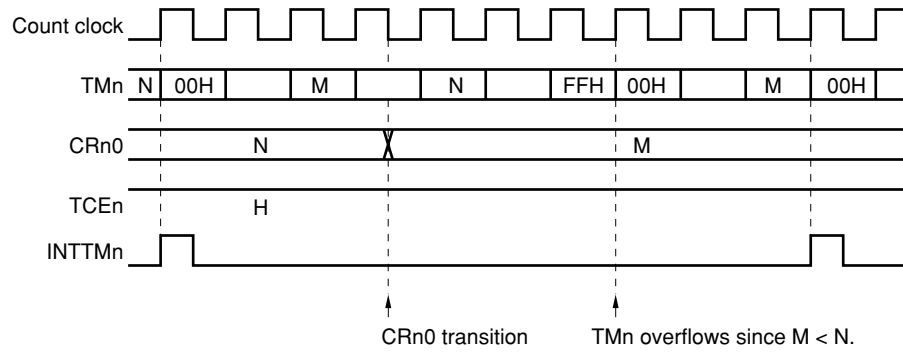 Count clock
TMn N 00H M N FFH 00H M 00H
CRn0 N M
TCEn H
INTTMn
CRn0 transition TMn overflows since M < N.